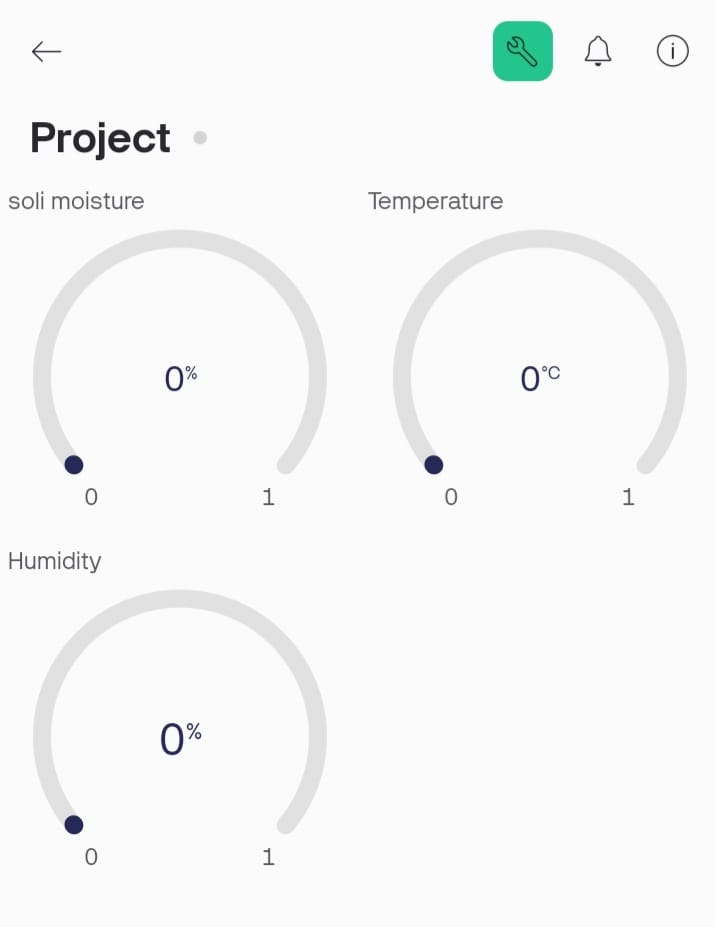 Project
soli moisture
Temperature
0%
0°C
0 1
0 1
Humidity
0%
0 1